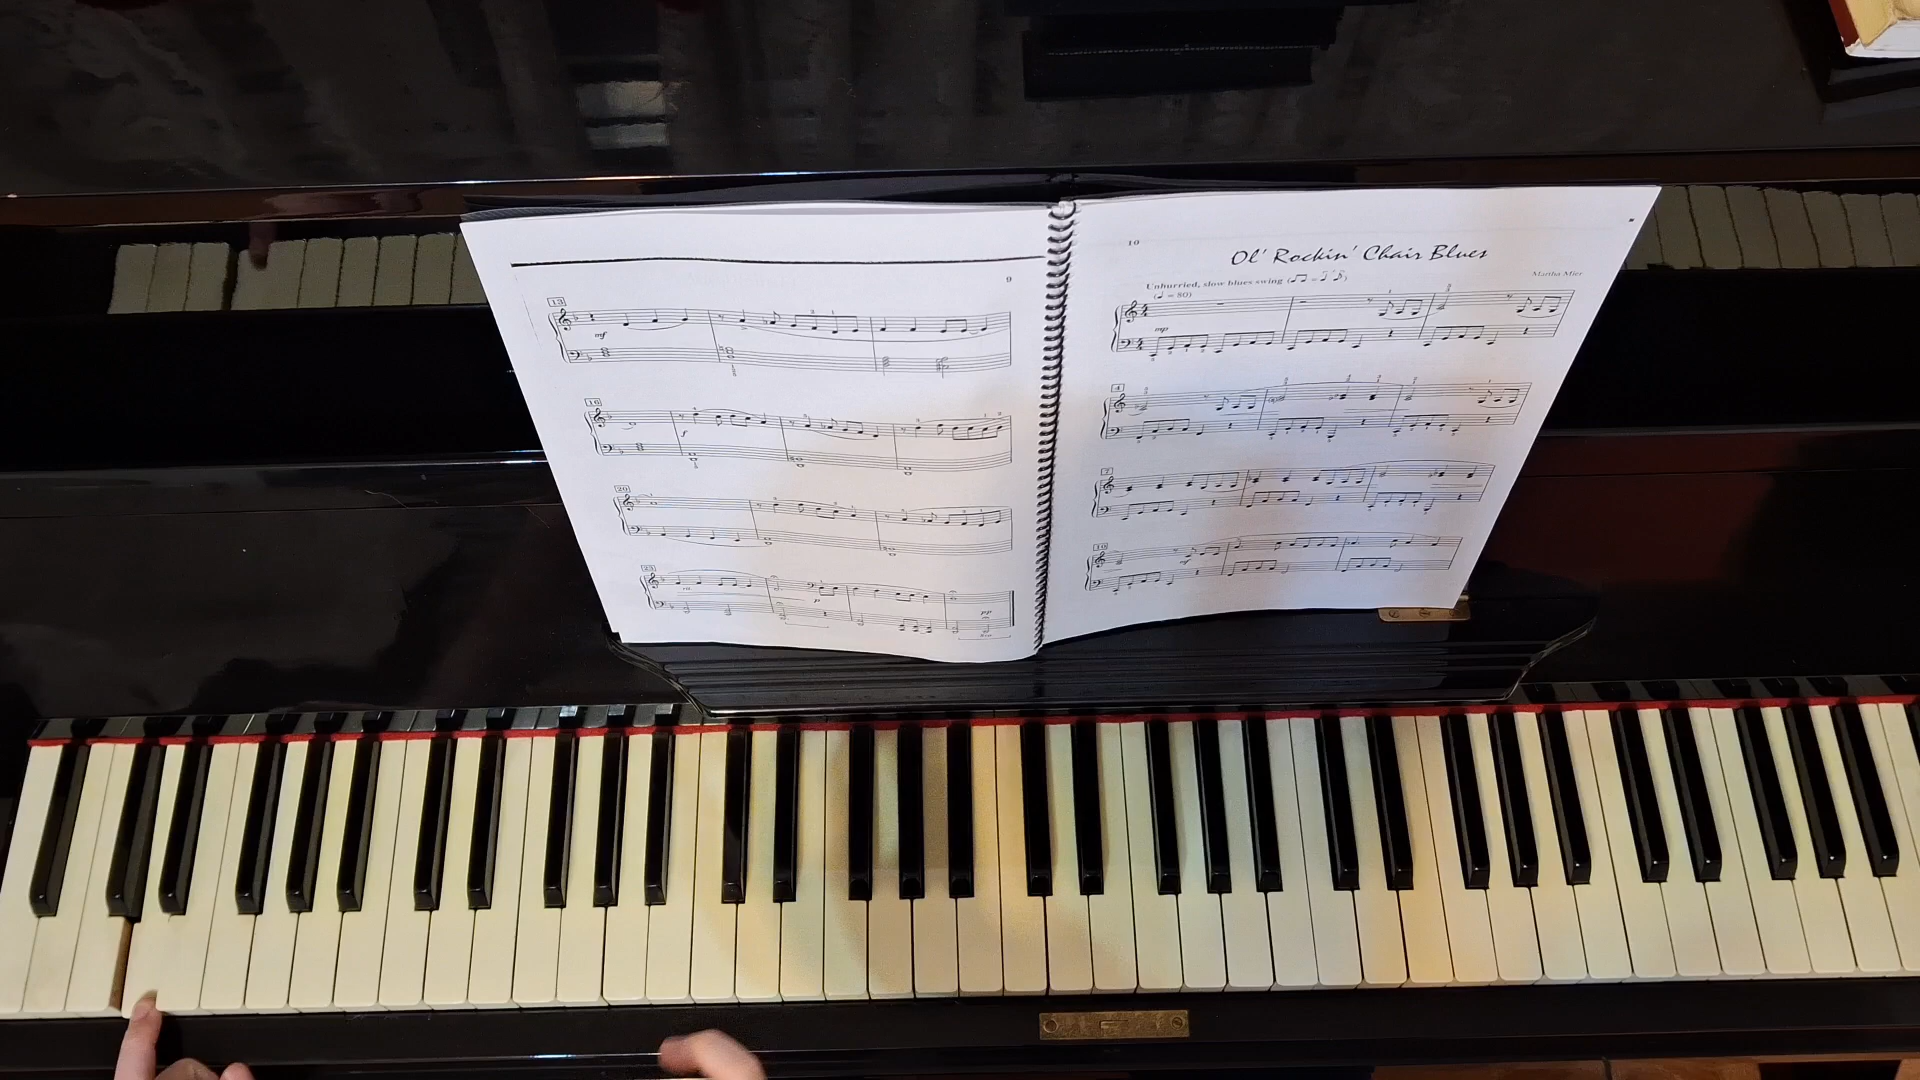 9
13
mf
16
f
20
23
p
pp
10
Ol' Rockin' Chair Blues
Martha Mier
Unhurried, slow blues swing
(♩ = 80)
mp
4
7
10
mf